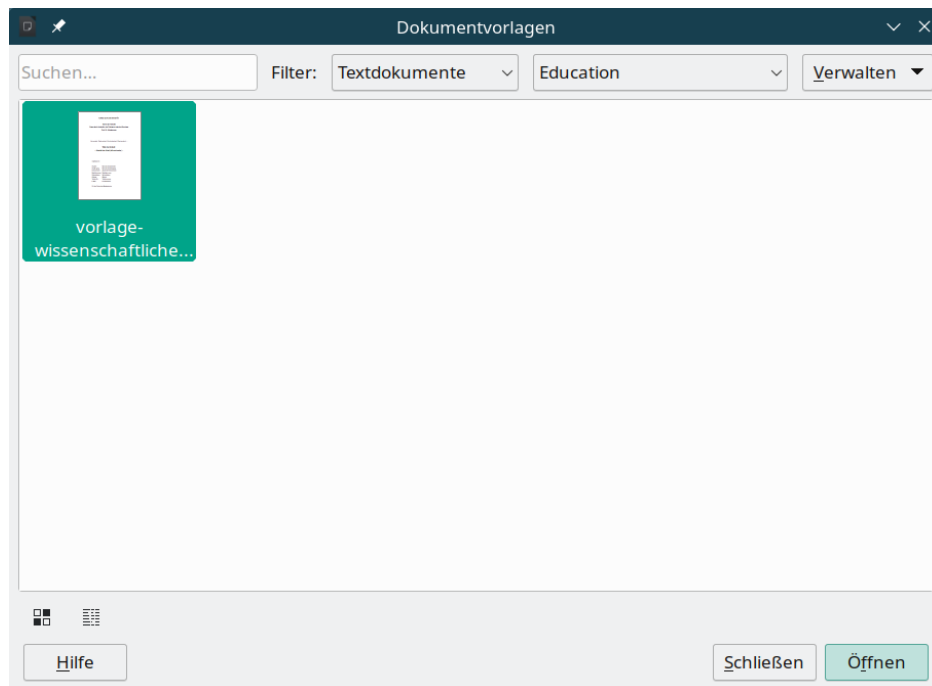 Dokumentvorlagen
Suchen...
Filter:
Textdokumente
Education
Verwalten
vorlage-
wissenschaftliche...
Hilfe
Schließen
Öffnen